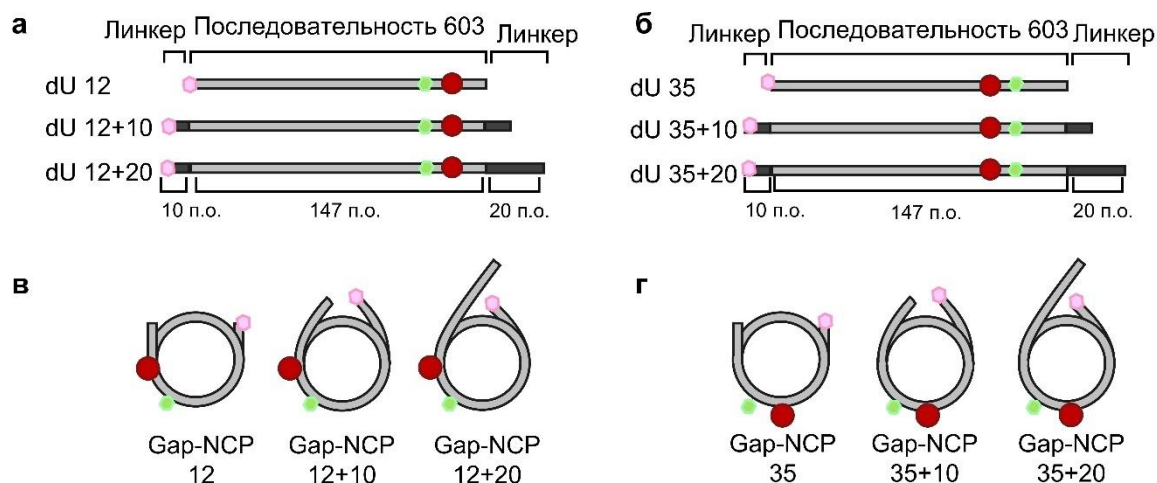 а
Линкер Последовательность 603 Линкер
dU 12
dU 12+10
dU 12+20
10 п.о. 147 п.о. 20 п.о.
б
Линкер Последовательность 603 Линкер
dU 35
dU 35+10
dU 35+20
10 п.о. 147 п.о. 20 п.о.
в
Gap-NCP
12
Gap-NCP
12+10
Gap-NCP
12+20
г
Gap-NCP
35
Gap-NCP
35+10
Gap-NCP
35+20